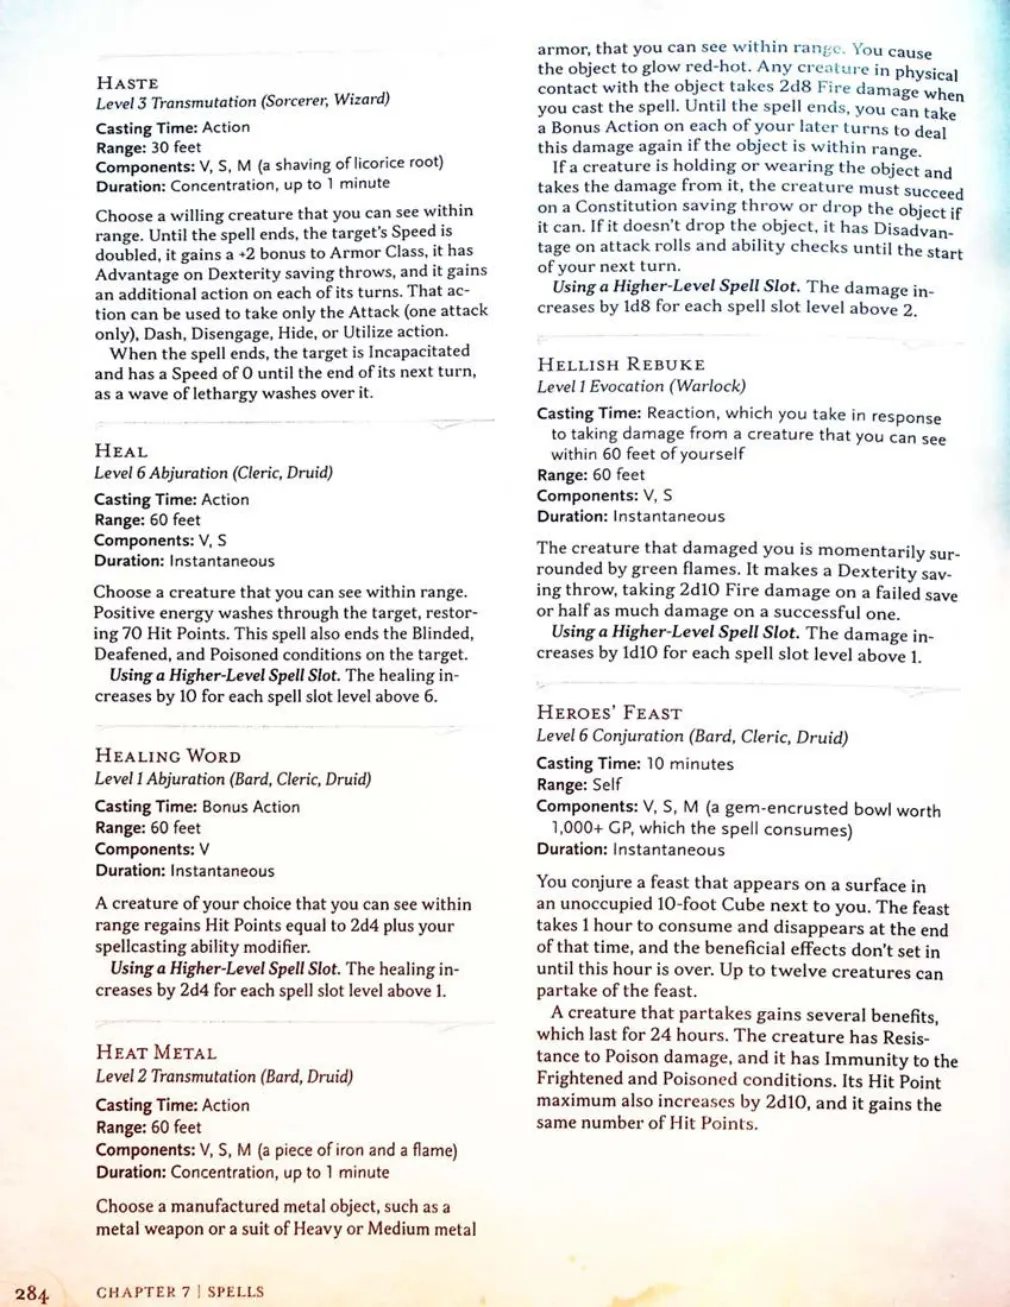 HASTE
Level 3 Transmutation (Sorcerer, Wizard)
Casting Time: Action
Range: 30 feet
Components: V, S, M (a shaving of licorice root)
Duration: Concentration, up to 1 minute
Choose a willing creature that you can see within
range. Until the spell ends, the target's Speed is
doubled, it gains a +2 bonus to Armor Class, it has
Advantage on Dexterity saving throws, and it gains
an additional action on each of its turns. That ac-
tion can be used to take only the Attack (one attack
only), Dash, Disengage, Hide, or Utilize action.
When the spell ends, the target is Incapacitated
and has a Speed of 0 until the end of its next turn,
as a wave of lethargy washes over it.
HEAL
Level 6 Abjuration (Cleric, Druid)
Casting Time: Action
Range: 60 feet
Components: V, S
Duration: Instantaneous
Choose a creature that you can see within range.
Positive energy washes through the target, restor-
ing 70 Hit Points. This spell also ends the Blinded,
Deafened, and Poisoned conditions on the target.
Using a Higher-Level Spell Slot. The healing in-
creases by 10 for each spell slot level above 6.
HEALING WORD
Level 1 Abjuration (Bard, Cleric, Druid)
Casting Time: Bonus Action
Range: 60 feet
Components: V
Duration: Instantaneous
A creature of your choice that you can see within
range regains Hit Points equal to 2d4 plus your
spellcasting ability modifier.
Using a Higher-Level Spell Slot. The healing in-
creases by 2d4 for each spell slot level above 1.
HEAT METAL
Level 2 Transmutation (Bard, Druid)
Casting Time: Action
Range: 60 feet
Components: V, S, M (a piece of iron and a flame)
Duration: Concentration, up to 1 minute
Choose a manufactured metal object, such as a
metal weapon or a suit of Heavy or Medium metal
armor, that you can see within range. You cause
the object to glow red-hot. Any creature in physical
contact with the object takes 2d8 Fire damage when
you cast the spell. Until the spell ends, you can take
a Bonus Action on each of your later turns to deal
this damage again if the object is within range.
If a creature is holding or wearing the object and
takes the damage from it, the creature must succeed
on a Constitution saving throw or drop the object if
it can. If it doesn't drop the object, it has Disadvan-
tage on attack rolls and ability checks until the start
of your next turn.
Using a Higher-Level Spell Slot. The damage in-
creases by 1d8 for each spell slot level above 2.
HELLISH REBUKE
Level 1 Evocation (Warlock)
Casting Time: Reaction, which you take in response
to taking damage from a creature that you can see
within 60 feet of yourself
Range: 60 feet
Components: V, S
Duration: Instantaneous
The creature that damaged you is momentarily sur-
rounded by green flames. It makes a Dexterity sav-
ing throw, taking 2d10 Fire damage on a failed save
or half as much damage on a successful one.
Using a Higher-Level Spell Slot. The damage in-
creases by 1d10 for each spell slot level above 1.
HEROES' FEAST
Level 6 Conjuration (Bard, Cleric, Druid)
Casting Time: 10 minutes
Range: Self
Components: V, S, M (a gem-encrusted bowl worth
1,000+ GP, which the spell consumes)
Duration: Instantaneous
You conjure a feast that appears on a surface in
an unoccupied 10-foot Cube next to you. The feast
takes 1 hour to consume and disappears at the end
of that time, and the beneficial effects don't set in
until this hour is over. Up to twelve creatures can
partake of the feast.
A creature that partakes gains several benefits,
which last for 24 hours. The creature has Resis-
tance to Poison damage, and it has Immunity to the
Frightened and Poisoned conditions. Its Hit Point
maximum also increases by 2d10, and it gains the
same number of Hit Points.
284 CHAPTER 7 | SPELLS